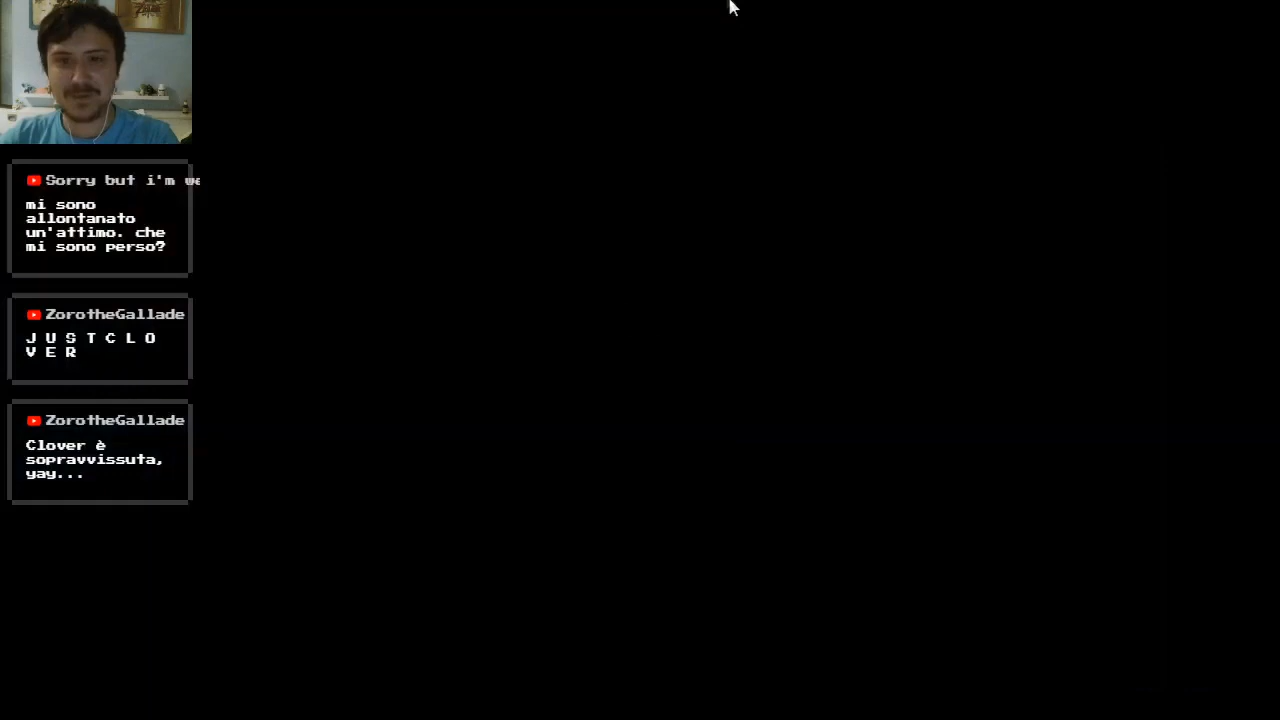 Sorry but i'm we
mi sono
allontanato
un'attimo. che
mi sono perso?
ZorotheGallade
J U S T C L O
V E R
ZorotheGallade
Clover è
sopravvissuta,
yay...